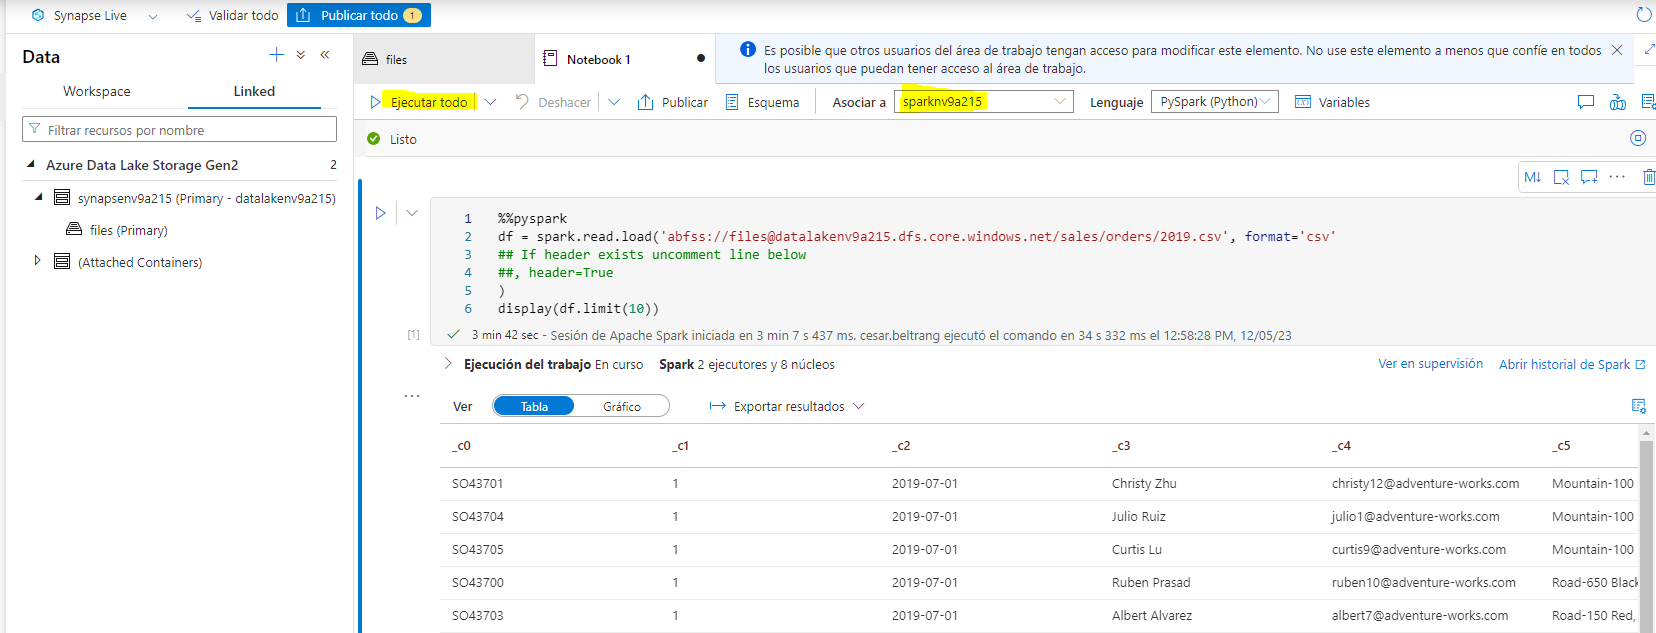 Synapse Live
Validar todo
Publicar todo 1
Data
Workspace
Linked
Filtrar recursos por nombre
Azure Data Lake Storage Gen2 2
synapsenv9a215 (Primary - datalakenv9a215)
files (Primary)
(Attached Containers)
files
Notebook 1
Es posible que otros usuarios del área de trabajo tengan acceso para modificar este elemento. No use este elemento a menos que confíe en todos
los usuarios que puedan tener acceso al área de trabajo.
Ejecutar todo
Deshacer
Publicar
Esquema
Asociar a
sparknv9a215
Lenguaje
PySpark (Python)
Variables
Listo
M↓
1 %%pyspark
2 df = spark.read.load('abfss://files@datalakenv9a215.dfs.core.windows.net/sales/orders/2019.csv', format='csv'
3 ## If header exists uncomment line below
4 ##, header=True
5 )
6 display(df.limit(10))
[1] 3 min 42 sec - Sesión de Apache Spark iniciada en 3 min 7 s 437 ms. cesar.beltrang ejecutó el comando en 34 s 332 ms el 12:58:28 PM, 12/05/23
Ejecución del trabajo En curso Spark 2 ejecutores y 8 núcleos
Ver en supervisión
Abrir historial de Spark
Ver
Tabla
Gráfico
Exportar resultados
_c0 _c1 _c2 _c3 _c4 _c5
SO43701 1 2019-07-01 Christy Zhu christy12@adventure-works.com Mountain-100
SO43704 1 2019-07-01 Julio Ruiz julio1@adventure-works.com Mountain-100
SO43705 1 2019-07-01 Curtis Lu curtis9@adventure-works.com Mountain-100
SO43700 1 2019-07-01 Ruben Prasad ruben10@adventure-works.com Road-650 Black
SO43703 1 2019-07-01 Albert Alvarez albert7@adventure-works.com Road-150 Red,